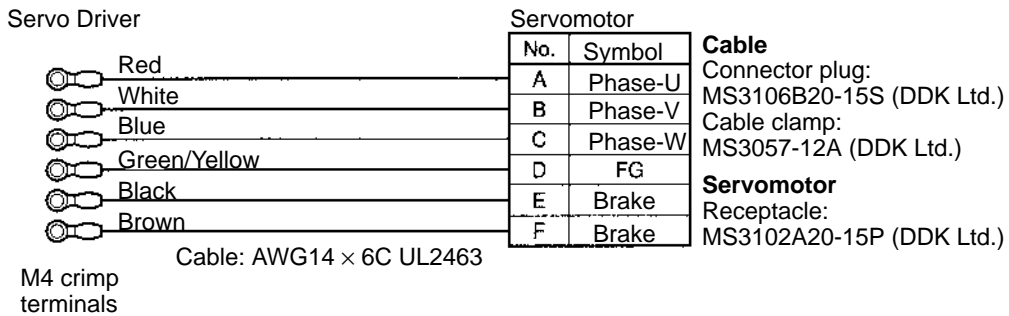 Servo Driver
Servomotor
No. Symbol
Red A Phase-U
White B Phase-V
Blue C Phase-W
Green/Yellow D FG
Black E Brake
Brown F Brake
Cable: AWG14 × 6C UL2463
M4 crimp
terminals
Cable
Connector plug:
MS3106B20-15S (DDK Ltd.)
Cable clamp:
MS3057-12A (DDK Ltd.)
Servomotor
Receptacle:
MS3102A20-15P (DDK Ltd.)